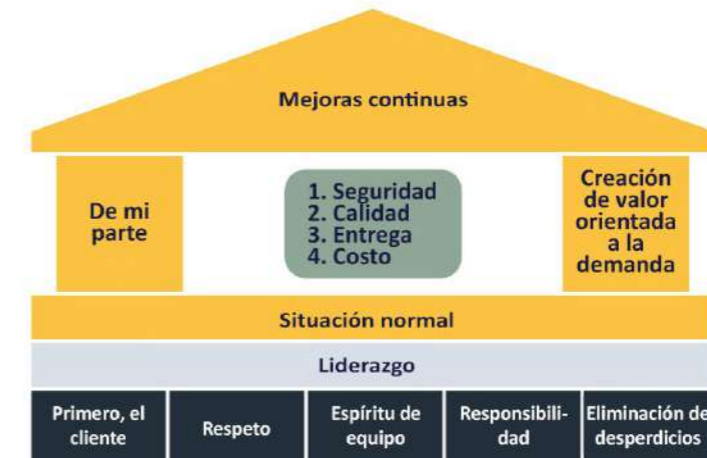 Mejoras continuas
De mi
parte
1. Seguridad
2. Calidad
3. Entrega
4. Costo
Creación
de valor
orientada
a la
demanda
Situación normal
Liderazgo
Primero, el
cliente
Respeto
Espíritu de
equipo
Responsabili-
dad
Eliminación de
desperdicios